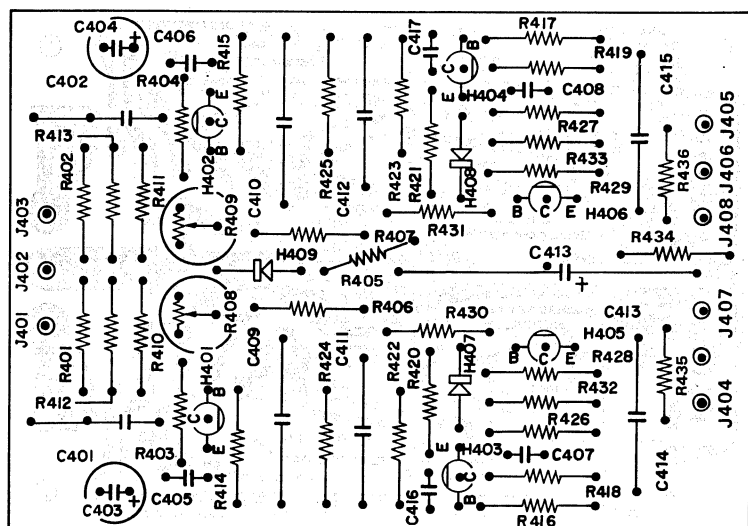 C404
C406
R415
C417
B
R417
C402
R404
E
C
E
H404
C408
R419
C415
J405
R413
R402
R411
C
B
H402
R409
C410
R425
C412
R423
R421
H408
R427
R433
R429
B
C
E
H406
R436
J406
J408
J403
R431
R407
R434
J402
H409
R405
C413
+
J401
R408
R406
R430
C413
J407
R401
R410
H401
C409
R424
C411
R422
R420
H407
B
C
E
H405
R428
R432
R435
J404
R412
B
C
E
R426
C401
R403
E
H403
C407
C414
C403
+
C405
R414
C416
C
B
R418
R416
+